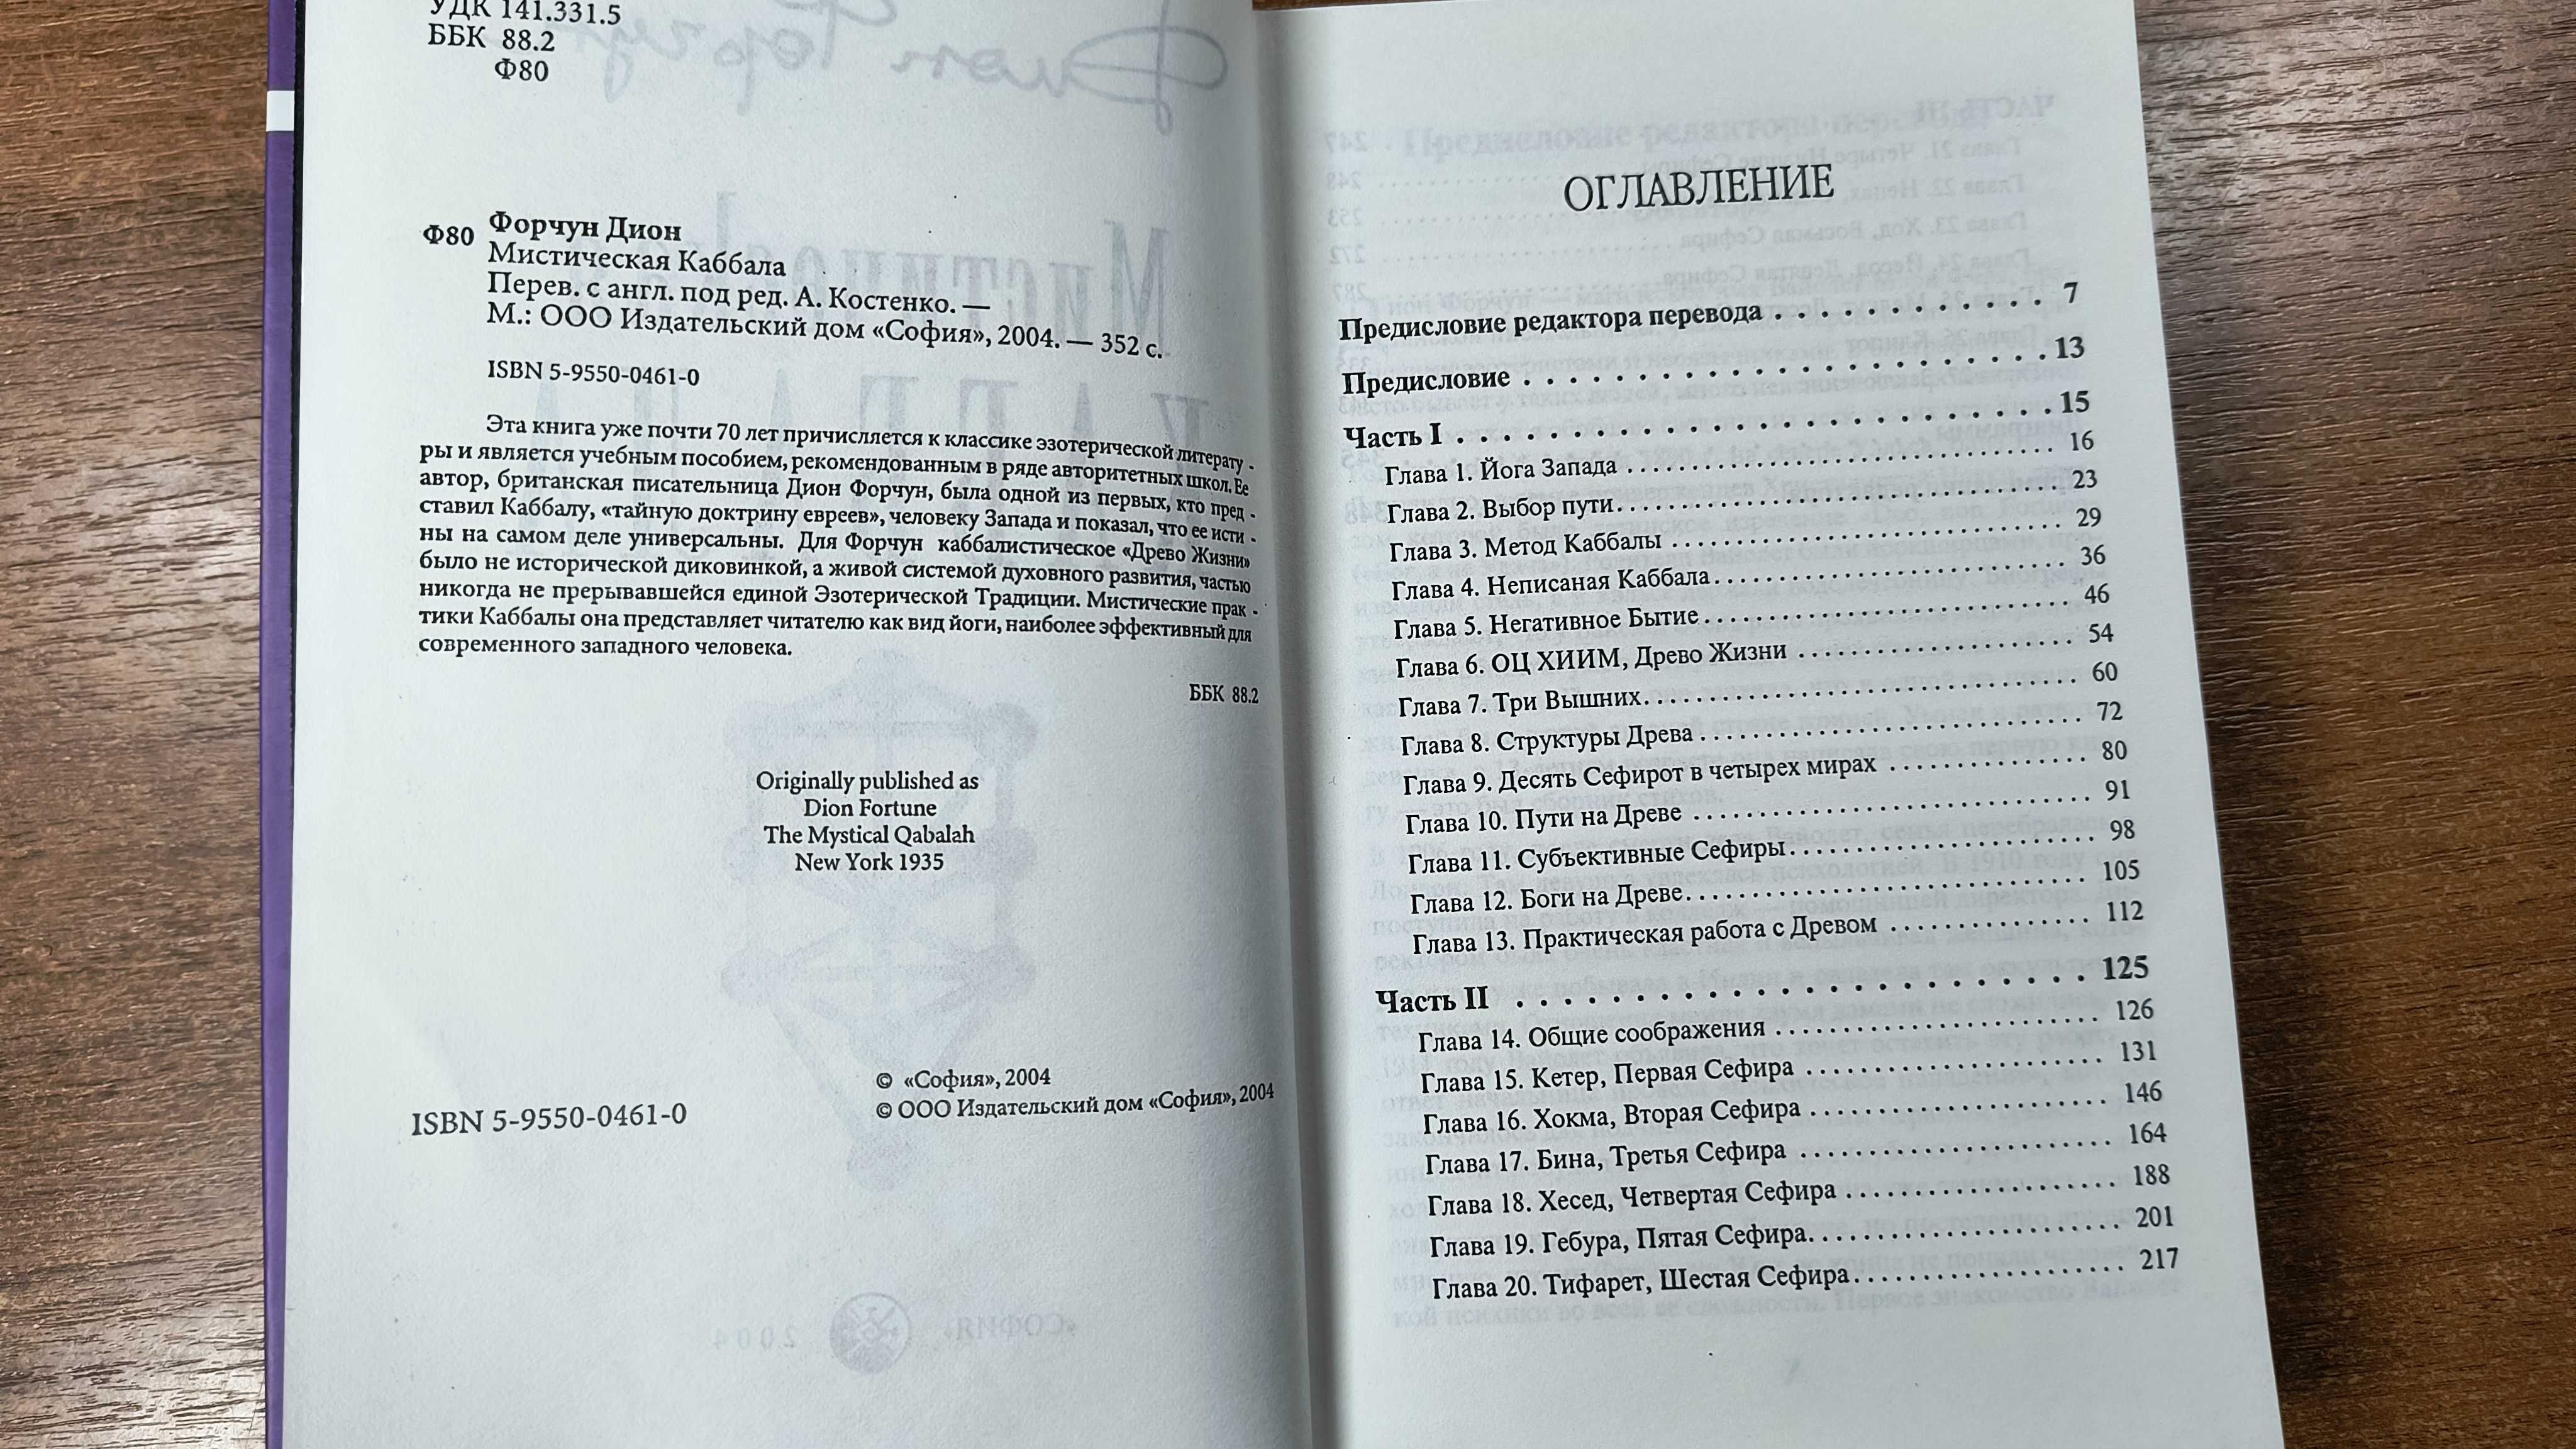 УДК 141.331.5
ББК 88.2
Ф80
Ф80 Форчун Дион
Мистическая Каббала
Перев. с англ. под ред. А. Костенко. —
М.: ООО Издательский дом «София», 2004. — 352 с.
ISBN 5-9550-0461-0
Эта книга уже почти 70 лет причисляется к классике эзотерической литерату -
ры и является учебным пособием, рекомендованным в ряде авторитетных школ. Ее
автор, британская писательница Дион Форчун, была одной из первых, кто пред -
ставил Каббалу, «тайную доктрину евреев», человеку Запада и показал, что ее исти -
ны на самом деле универсальны. Для Форчун каббалистическое «Древо Жизни»
было не исторической диковинкой, а живой системой духовного развития, частью
никогда не прерывавшейся единой Эзотерической Традиции. Мистические прак -
тики Каббалы она представляет читателю как вид йоги, наиболее эффективный для
современного западного человека.
ББК 88.2
Originally published as
Dion Fortune
The Mystical Qabalah
New York 1935
© «София», 2004
© ООО Издательский дом «София», 2004
ISBN 5-9550-0461-0
ОГЛАВЛЕНИЕ
Предисловие редактора перевода . . . . . . . . . . . . 7
Предисловие . . . . . . . . . . . . . . . . . . . . . . 13
Часть I . . . . . . . . . . . . . . . . . . . . . . . . 15
Глава 1. Йога Запада . . . . . . . . . . . . . . . . . . 16
Глава 2. Выбор пути . . . . . . . . . . . . . . . . . . 23
Глава 3. Метод Каббалы . . . . . . . . . . . . . . . . . 29
Глава 4. Неписаная Каббала . . . . . . . . . . . . . . . 36
Глава 5. Негативное Бытие . . . . . . . . . . . . . . . 46
Глава 6. ОЦ ХИИМ, Древо Жизни . . . . . . . . . . . . . 54
Глава 7. Три Вышних . . . . . . . . . . . . . . . . . . 60
Глава 8. Структуры Древа . . . . . . . . . . . . . . . . 72
Глава 9. Десять Сефирот в четырех мирах . . . . . . . . 80
Глава 10. Пути на Древе . . . . . . . . . . . . . . . . 91
Глава 11. Субъективные Сефиры . . . . . . . . . . . . . 98
Глава 12. Боги на Древе . . . . . . . . . . . . . . . . 105
Глава 13. Практическая работа с Древом . . . . . . . . . 112
Часть II . . . . . . . . . . . . . . . . . . . . . . . 125
Глава 14. Общие соображения . . . . . . . . . . . . . . 126
Глава 15. Кетер, Первая Сефира . . . . . . . . . . . . . 131
Глава 16. Хокма, Вторая Сефира . . . . . . . . . . . . . 146
Глава 17. Бина, Третья Сефира . . . . . . . . . . . . . 164
Глава 18. Хесед, Четвертая Сефира . . . . . . . . . . . 188
Глава 19. Гебура, Пятая Сефира . . . . . . . . . . . . . 201
Глава 20. Тифарет, Шестая Сефира . . . . . . . . . . . . 217